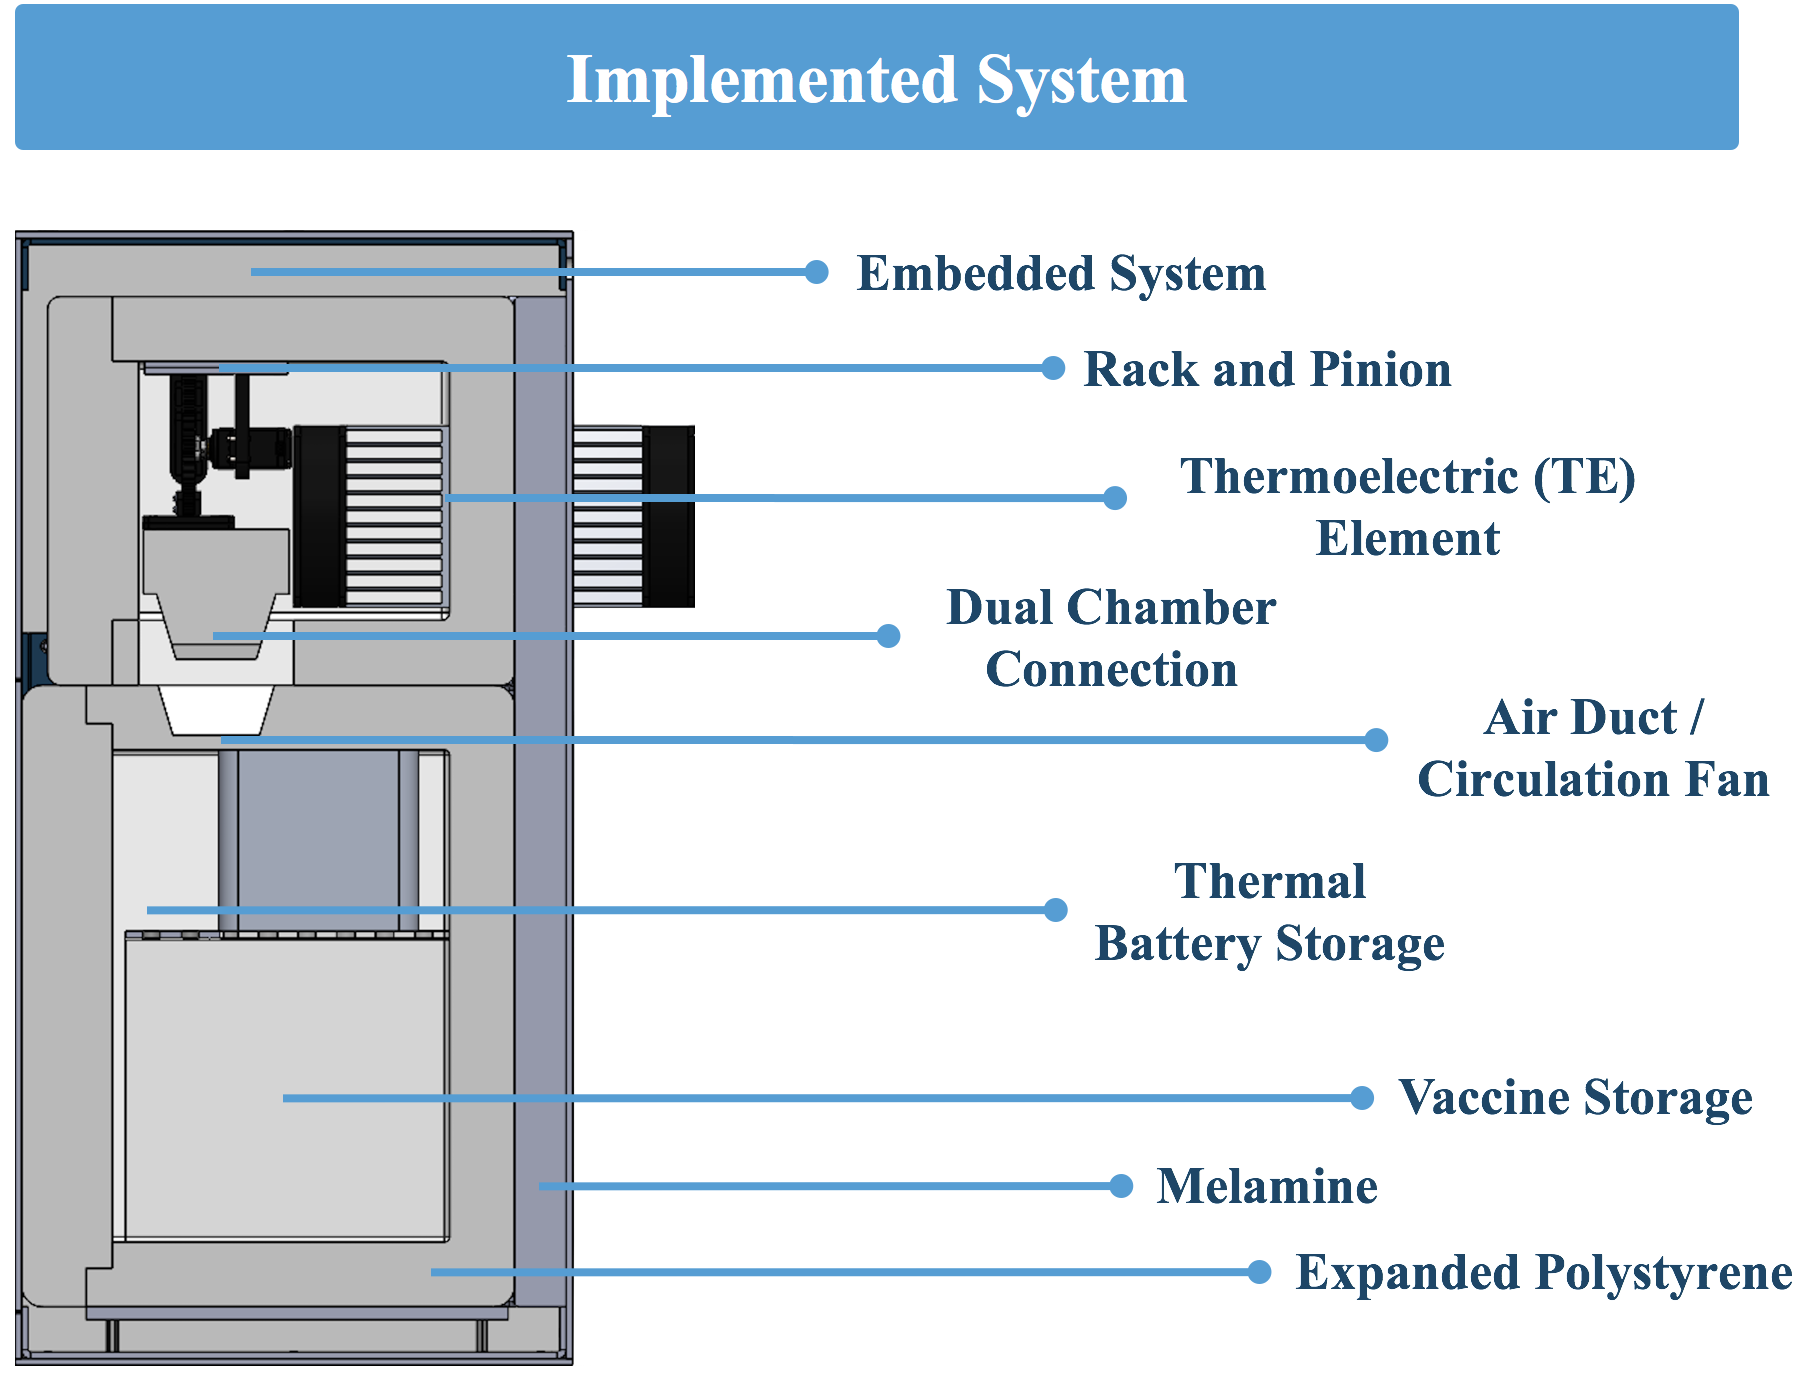 Implemented System
Embedded System
Rack and Pinion
Thermoelectric (TE)
Element
Dual Chamber
Connection
Air Duct /
Circulation Fan
Thermal
Battery Storage
Vaccine Storage
Melamine
Expanded Polystyrene